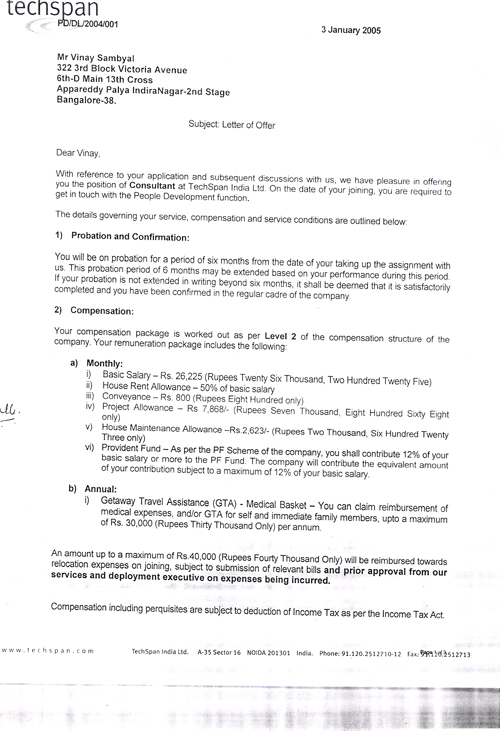 techspan
PD/DL/2004/001
3 January 2005
Mr Vinay Sambyal
322 3rd Block Victoria Avenue
6th-D Main 13th Cross
Appareddy Palya IndiraNagar-2nd Stage
Bangalore-38.
Subject: Letter of Offer
Dear Vinay,
With reference to your application and subsequent discussions with us, we have pleasure in offering
you the position of Consultant at TechSpan India Ltd. On the date of your joining, you are required to
get in touch with the People Development function.
The details governing your service, compensation and service conditions are outlined below:
1) Probation and Confirmation:
You will be on probation for a period of six months from the date of your taking up the assignment with
us. This probation period of 6 months may be extended based on your performance during this period.
If your probation is not extended in writing beyond six months, it shall be deemed that it is satisfactorily
completed and you have been confirmed in the regular cadre of the company.
2) Compensation:
Your compensation package is worked out as per Level 2 of the compensation structure of the
company. Your remuneration package includes the following:
a) Monthly:
i) Basic Salary – Rs. 26,225 (Rupees Twenty Six Thousand, Two Hundred Twenty Five)
ii) House Rent Allowance – 50% of basic salary
iii) Conveyance – Rs. 800 (Rupees Eight Hundred only)
iv) Project Allowance – Rs 7,868/- (Rupees Seven Thousand, Eight Hundred Sixty Eight
only)
v) House Maintenance Allowance –Rs.2,623/- (Rupees Two Thousand, Six Hundred Twenty
Three only)
vi) Provident Fund – As per the PF Scheme of the company, you shall contribute 12% of your
basic salary or more to the PF Fund. The company will contribute the equivalent amount
of your contribution subject to a maximum of 12% of your basic salary.
b) Annual:
i) Getaway Travel Assistance (GTA) - Medical Basket – You can claim reimbursement of
medical expenses, and/or GTA for self and immediate family members, upto a maximum
of Rs. 30,000 (Rupees Thirty Thousand Only) per annum.
An amount up to a maximum of Rs.40,000 (Rupees Fourty Thousand Only) will be reimbursed towards
relocation expenses on joining, subject to submission of relevant bills and prior approval from our
services and deployment executive on expenses being incurred.
Compensation including perquisites are subject to deduction of Income Tax as per the Income Tax Act.
www.techspan.com TechSpan India Ltd. A-35 Sector 16 NOIDA 201301 India. Phone: 91.120.2512710-12 Fax: 91.120.2512713